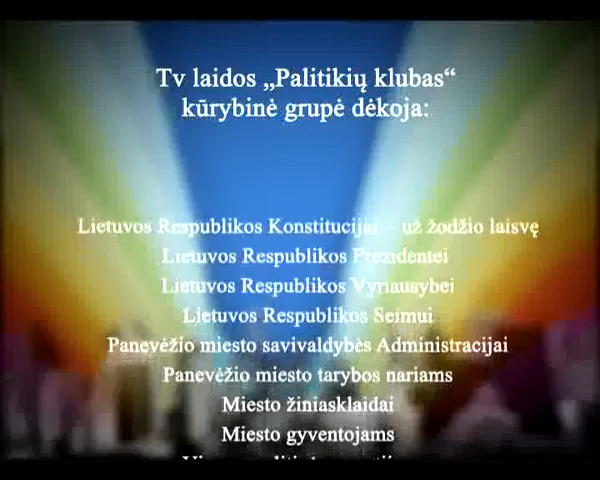 Tv laidos „Palitikių klubas“
kūrybinė grupė dėkoja:
Lietuvos Respublikos Konstitucijai - už žodžio laisvę
Lietuvos Respublikos Prezidentei
Lietuvos Respublikos Vyriausybei
Lietuvos Respublikos Seimui
Panevėžio miesto savivaldybės Administracijai
Panevėžio miesto tarybos nariams
Miesto žiniasklaidai
Miesto gyventojams